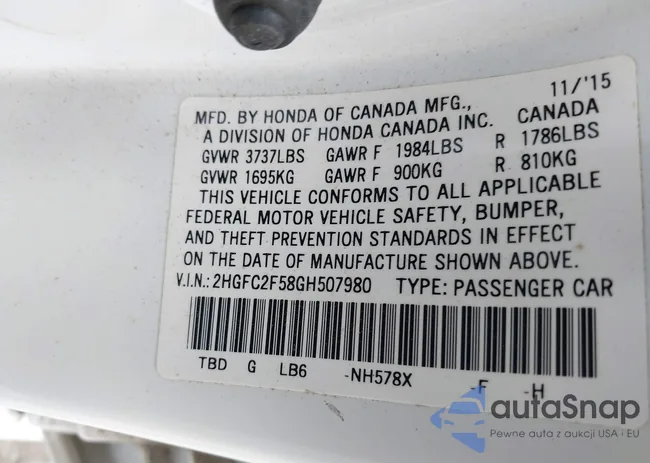 11/'15
MFD. BY HONDA OF CANADA MFG., CANADA
A DIVISION OF HONDA CANADA INC.
GVWR 3737LBS GAWR F 1984LBS R 1786LBS
GVWR 1695KG GAWR F 900KG R 810KG
THIS VEHICLE CONFORMS TO ALL APPLICABLE
FEDERAL MOTOR VEHICLE SAFETY, BUMPER,
AND THEFT PREVENTION STANDARDS IN EFFECT
ON THE DATE OF MANUFACTURE SHOWN ABOVE.
V.I.N.: 2HGFC2F58GH507980 TYPE: PASSENGER CAR
TBD G LB6 -NH578X -F -H
autaSnap
Pewne auta z aukcji USA i EU